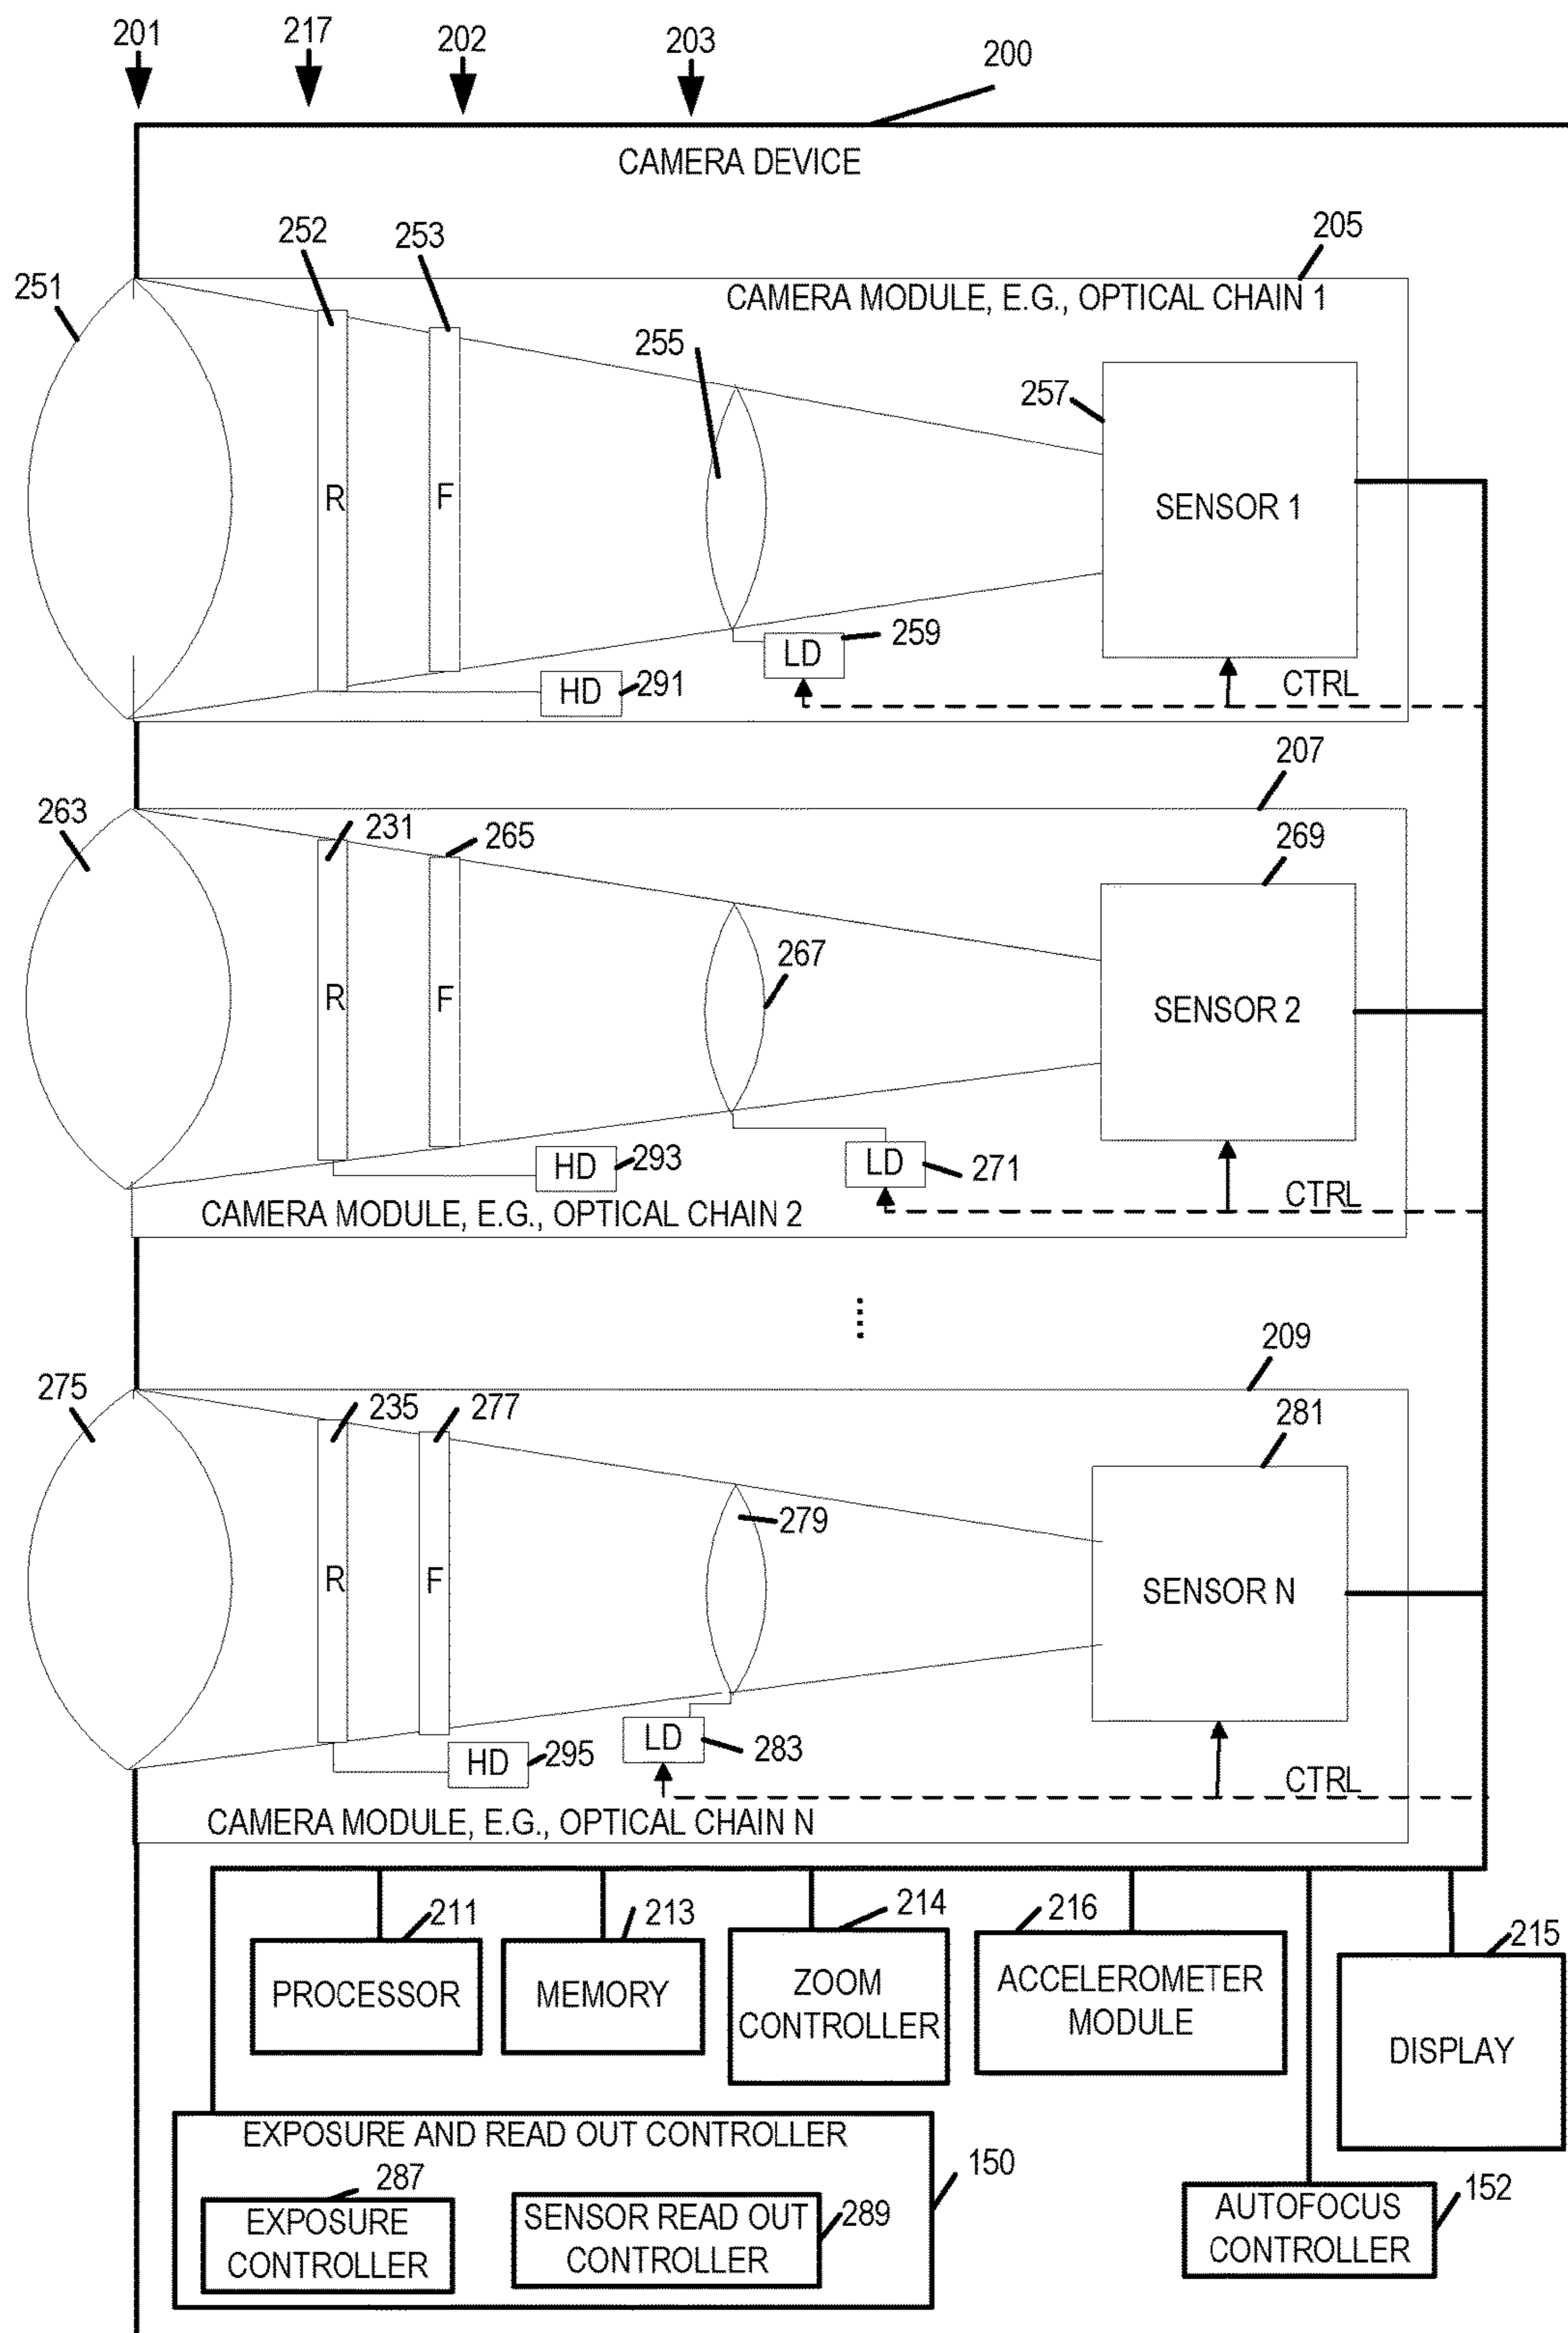 201 217 202 203 200
CAMERA DEVICE
252 253 205
251
CAMERA MODULE, E.G., OPTICAL CHAIN 1
255
257
R F SENSOR 1
259
LD
HD 291 CTRL
207
263 231 265 269
267
R F SENSOR 2
HD 293 LD 271
CAMERA MODULE, E.G., OPTICAL CHAIN 2 CTRL
....
209
275 235 277 281
279
R F SENSOR N
LD 283
HD 295
CTRL
CAMERA MODULE, E.G., OPTICAL CHAIN N
211 213 214 216 215
PROCESSOR
MEMORY
ZOOM
CONTROLLER
ACCELEROMETER
MODULE
DISPLAY
EXPOSURE AND READ OUT CONTROLLER
150
287
EXPOSURE
CONTROLLER
SENSOR READ OUT
CONTROLLER
289
AUTOFOCUS
CONTROLLER
152